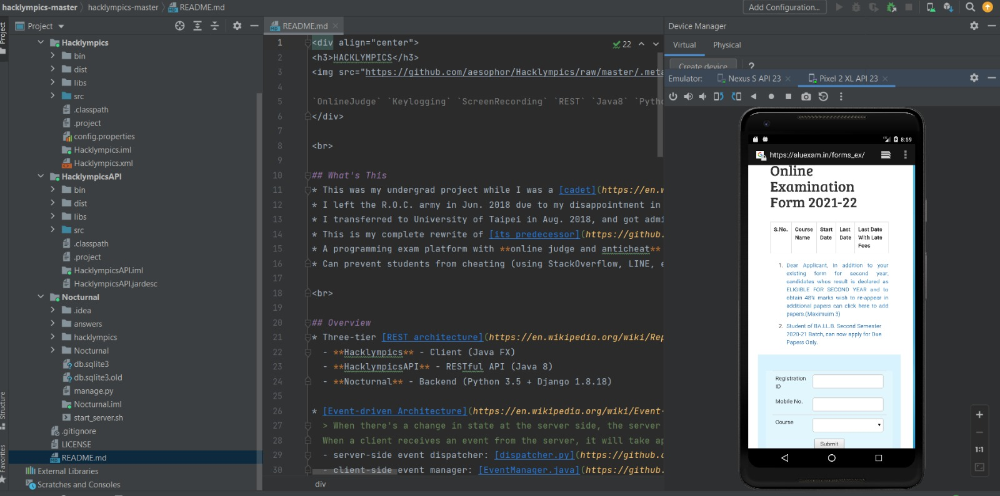 hacklympics-master
hacklympics-master
README.md
Add Configuration...
Project
Project
Structure
Favorites
Hacklympics
bin
dist
libs
src
.classpath
.project
config.properties
Hacklympics.iml
Hacklympics.xml
HacklympicsAPI
bin
dist
libs
src
.classpath
.project
HacklympicsAPI.iml
HacklympicsAPI.jardesc
Nocturnal
.idea
answers
hacklympics
Nocturnal
db.sqlite3
db.sqlite3.old
manage.py
Nocturnal.iml
start_server.sh
.gitignore
LICENSE
README.md
External Libraries
Scratches and Consoles
README.md
22
1 <div align="center">
2 <h3>HACKLYMPICS</h3>
3 <img src="https://github.com/aesophor/Hacklympics/raw/master/.meta
4
5 `OnlineJudge` `Keylogging` `ScreenRecording` `REST` `Java8` `Pytho
6 </div>
7
8 <br>
9
10 ## What's This
11 * This was my undergrad project while I was a [cadet](https://en.w
12 * I left the R.O.C. army in Jun. 2018 due to my disappointment in
13 * I transferred to University of Taipei in Aug. 2018, and got admi
14 * This is my complete rewrite of [its predecessor](https://github.
15 * A programming exam platform with **online judge and anticheat**
16 * Can prevent students from cheating (using StackOverflow, LINE, e
17
18 <br>
19
20 ## Overview
21 * Three-tier [REST architecture](https://en.wikipedia.org/wiki/Rep
22 - **Hacklympics** - Client (Java FX)
23 - **HacklympicsAPI** - RESTful API (Java 8)
24 - **Nocturnal** - Backend (Python 3.5 + Django 1.8.18)
25
26 * [Event-driven Architecture](https://en.wikipedia.org/wiki/Event-
27 > When there's a change in state at the server side, the server
28 When a client receives an event from the server, it will take ap
29 - server-side event dispatcher: [dispatcher.py](https://github.c
30 - client-side event manager: [EventManager.java](https://github.
div
Device Manager
Virtual
Physical
Create device
?
Emulator:
Nexus S API 23
Pixel 2 XL API 23
8:59
https://aluexam.in/forms_ex/
Online
Examination
Form 2021-22
S.No. Course Name Start Date Last Date Last Date With Late Fees
1. Dear Applicant, In addition to your
existing form for second year,
candidates whos result is declared as
ELIGIBLE FOR SECOND YEAR and to
obtain 48% marks wish to re-appear in
additional papers can click here to add
papers.(Maximuim 3)
2. Student of BA.LL.B. Second Semester
2020-21 Batch, can now apply for Due
Papers Only.
Registration
ID
Mobile No.
Course
Submit
1:1